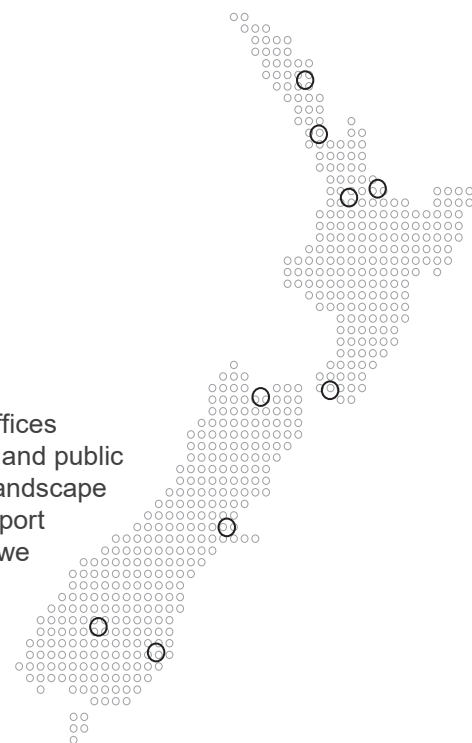 ffices
and public
andscape
port
we